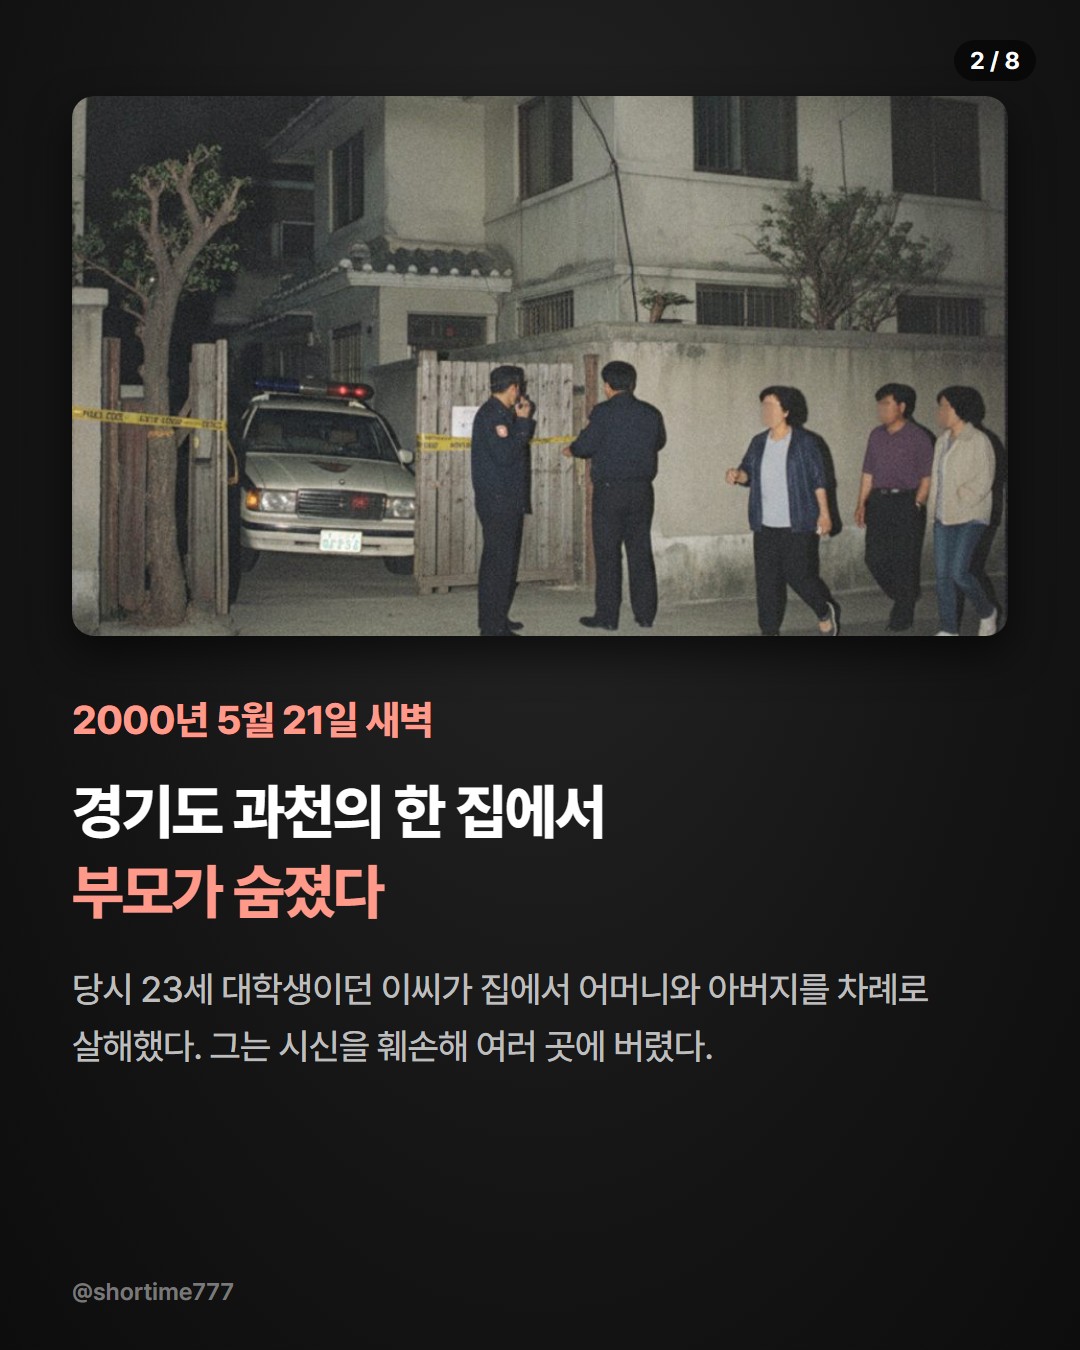 2 / 8
2000년 5월 21일 새벽
경기도 과천의 한 집에서
부모가 숨졌다
당시 23세 대학생이던 이씨가 집에서 어머니와 아버지를 차례로
살해했다. 그는 시신을 훼손해 여러 곳에 버렸다.
@shortime777